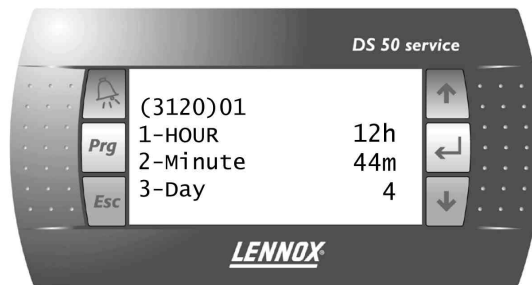 DS 50 service
(3120)01
1-HOUR 12h
2-Minute 44m
3-Day 4
Prg
Esc
LENNOX